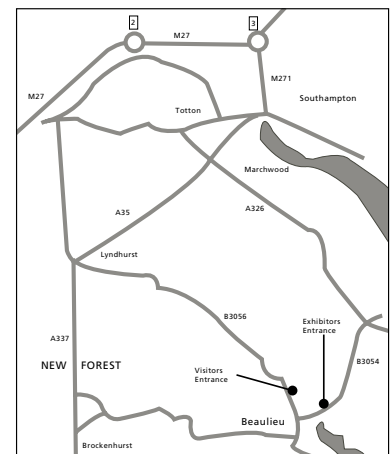 2
3
M27
M271
M27
Southampton
Totton
Marchwood
A35
A326
Lyndhurst
Exhibitors
Entrance
B3056
A337
B3054
NEW FOREST
Visitors
Entrance
Beaulieu
Brockenhurst